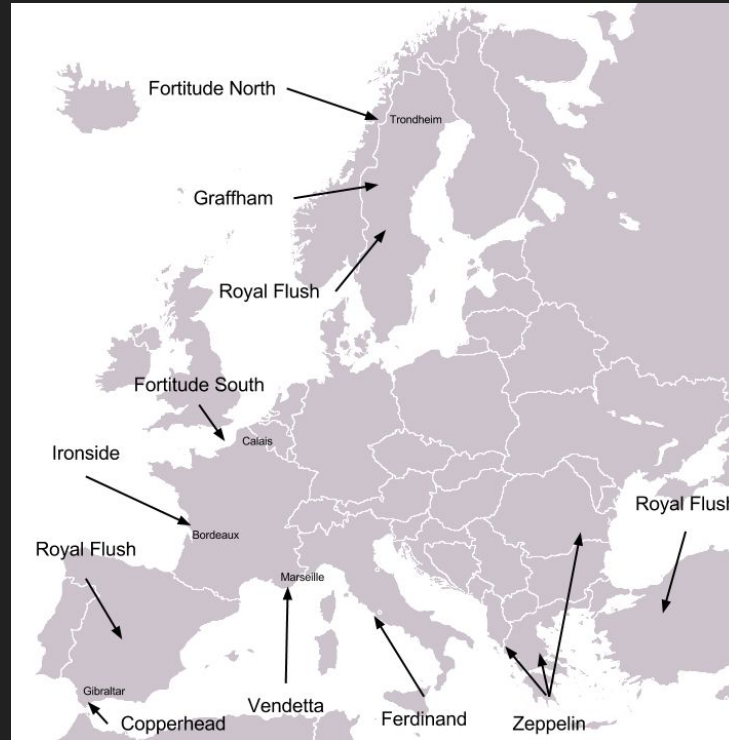 Fortitude North
Trondheim
Graffham
Royal Flush
Fortitude South
Calais
Ironside
Royal Flush
Bordeaux
Royal Flush
Marseille
Gibraltar
Vendetta
Ferdinand
Copperhead
Zeppelin